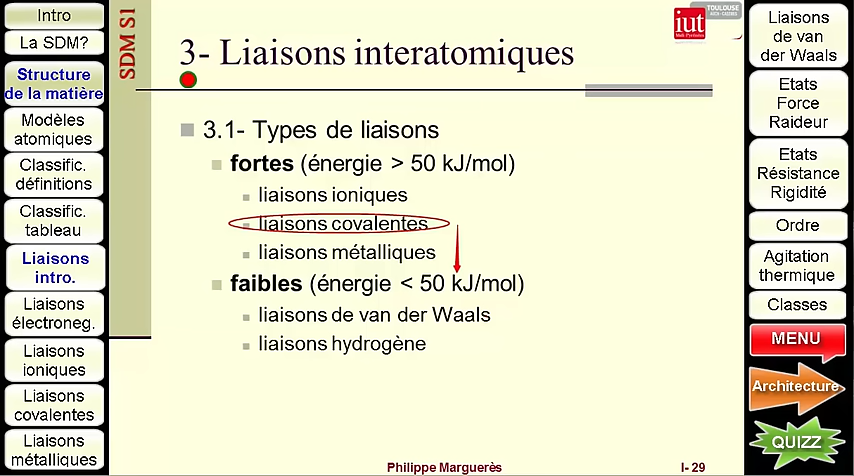 Intro
La SDM?
Structure
de la matière
Modèles
atomiques
Classific.
définitions
Classific.
tableau
Liaisons
intro.
Liaisons
électroneg.
Liaisons
ioniques
Liaisons
covalentes
Liaisons
métalliques
SDM S1
3- Liaisons interatomiques
iut
TOULOUSE
3.1- Types de liaisons
fortes (énergie > 50 kJ/mol)
liaisons ioniques
liaisons covalentes
liaisons métalliques
faibles (énergie < 50 kJ/mol)
liaisons de van der Waals
liaisons hydrogène
Philippe Marguerès
I- 29
Liaisons
de van
der Waals
Etats
Force
Raideur
Etats
Résistance
Rigidité
Ordre
Agitation
thermique
Classes
MENU
Architecture
QUIZZ